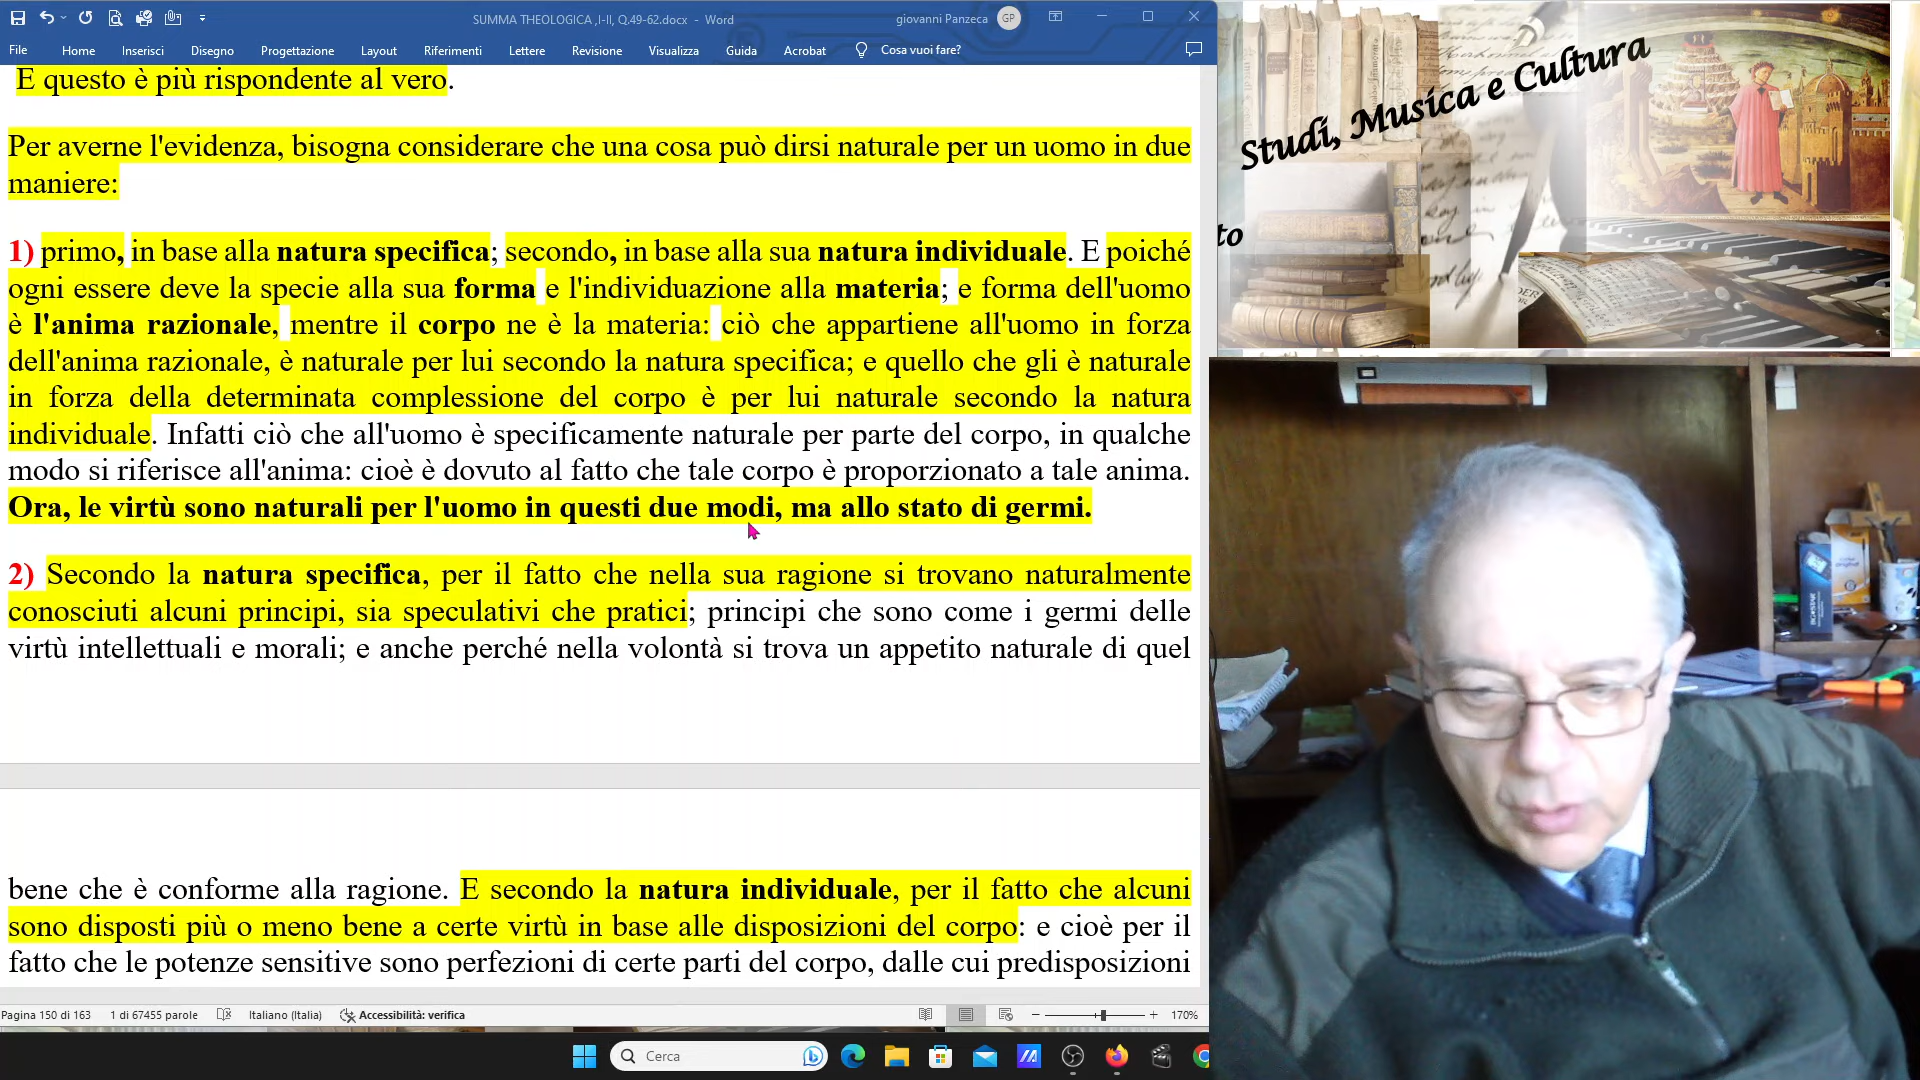 SUMMA THEOLOGICA ,I-II, Q.49-62.docx - Word
giovanni Panzeca GP
File Home Inserisci Disegno Progettazione Layout Riferimenti Lettere Revisione Visualizza Guida Acrobat Cosa vuoi fare?
E questo è più rispondente al vero.
Per averne l'evidenza, bisogna considerare che una cosa può dirsi naturale per un uomo in due
maniere:
1) primo, in base alla natura specifica; secondo, in base alla sua natura individuale. E poiché
ogni essere deve la specie alla sua forma e l'individuazione alla materia; e forma dell'uomo
è l'anima razionale, mentre il corpo ne è la materia: ciò che appartiene all'uomo in forza
dell'anima razionale, è naturale per lui secondo la natura specifica; e quello che gli è naturale
in forza della determinata complessione del corpo è per lui naturale secondo la natura
individuale. Infatti ciò che all'uomo è specificamente naturale per parte del corpo, in qualche
modo si riferisce all'anima: cioè è dovuto al fatto che tale corpo è proporzionato a tale anima.
Ora, le virtù sono naturali per l'uomo in questi due modi, ma allo stato di germi.
2) Secondo la natura specifica, per il fatto che nella sua ragione si trovano naturalmente
conosciuti alcuni principi, sia speculativi che pratici; principi che sono come i germi delle
virtù intellettuali e morali; e anche perché nella volontà si trova un appetito naturale di quel
bene che è conforme alla ragione. E secondo la natura individuale, per il fatto che alcuni
sono disposti più o meno bene a certe virtù in base alle disposizioni del corpo: e cioè per il
fatto che le potenze sensitive sono perfezioni di certe parti del corpo, dalle cui predisposizioni
Pagina 150 di 163 1 di 67455 parole Italiano (Italia) Accessibilità: verifica 170%
Cerca
Studi, Musica e Cultura
to